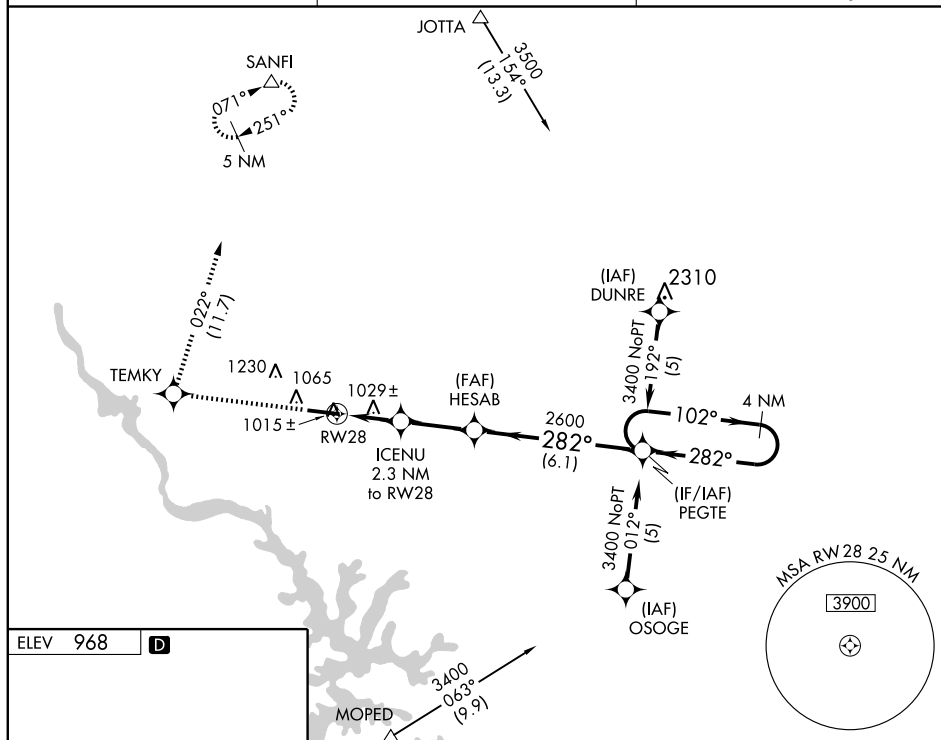 JOTTA
3500
154°
(13.3)
SANFI
071°
251°
5 NM
(IAF)
DUNRE
2310
022°
(11.7)
3400 NoPT
192°
(5)
TEMKY
1230
1065
1029±
(FAF)
HESAB
4 NM
102°
1015±
RW28
2600
282°
(6.1)
282°
ICENU
2.3 NM
to RW28
(IF/IAF)
PEGTE
3400 NoPT
012°
(5)
MSA RW28 25 NM
3900
(IAF)
OSOGE
ELEV 968 D
3400
063°
(9.9)
MOPED